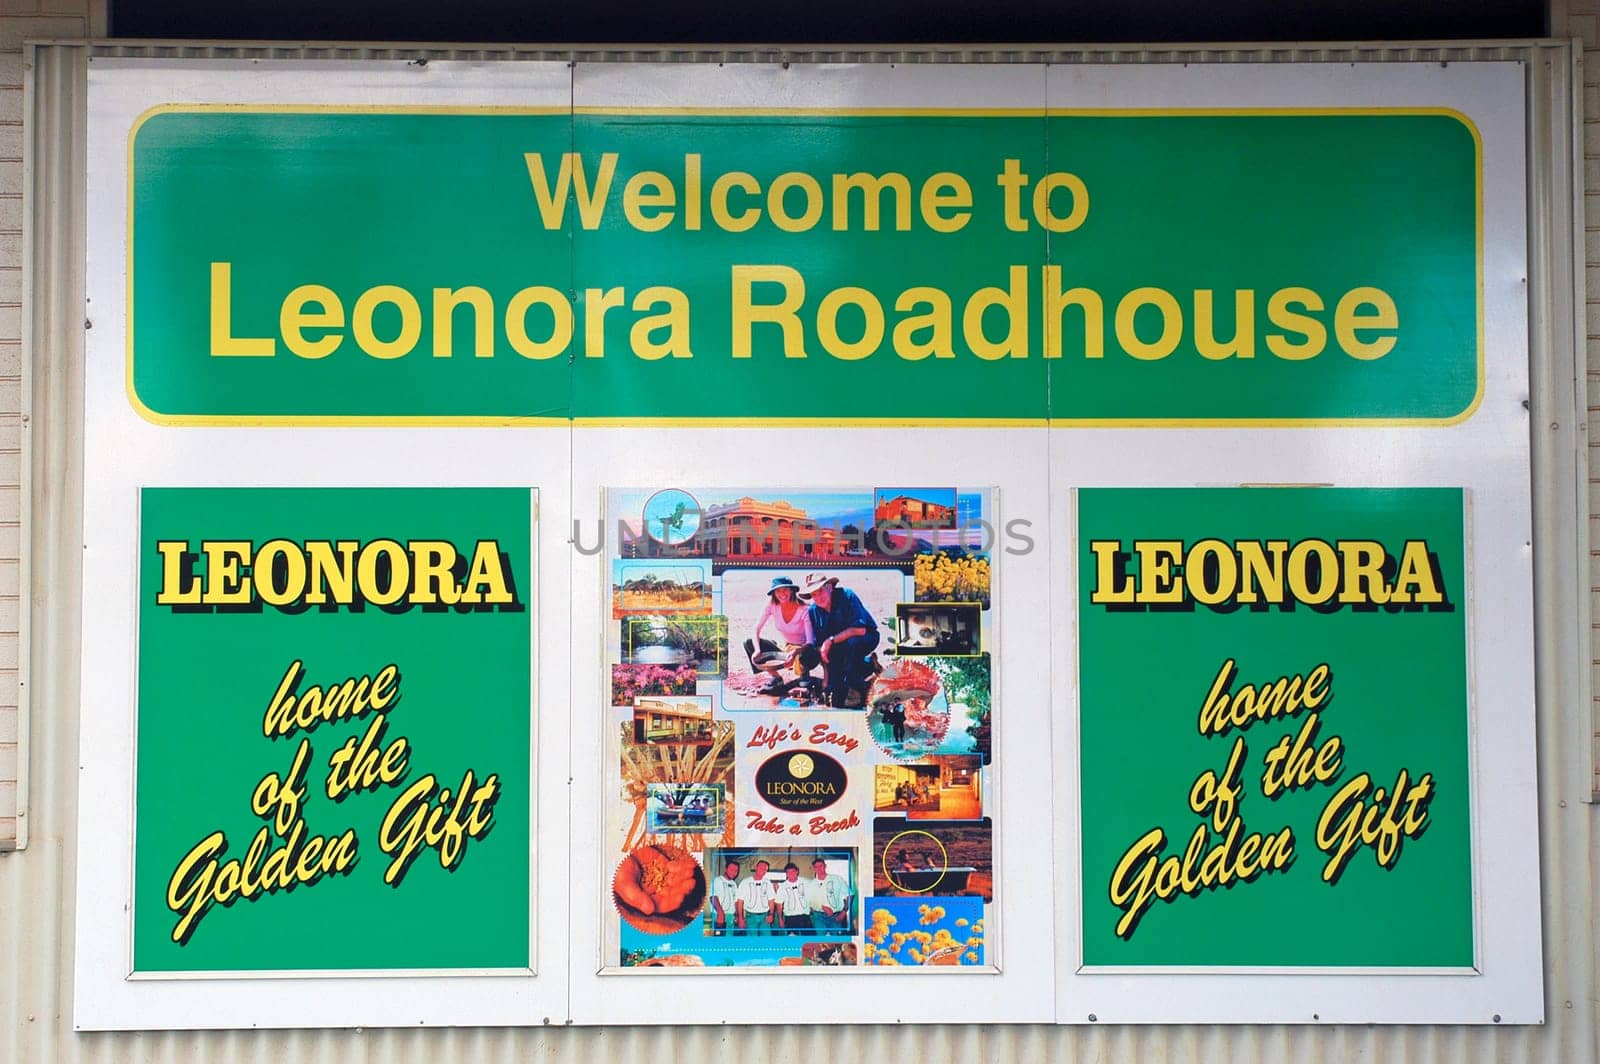 Welcome to
Leonora Roadhouse
LEONORA
home
of the
Golden Gift
Life's Easy
LEONORA
Star of the West
Take a Break
LEONORA
home
of the
Golden Gift